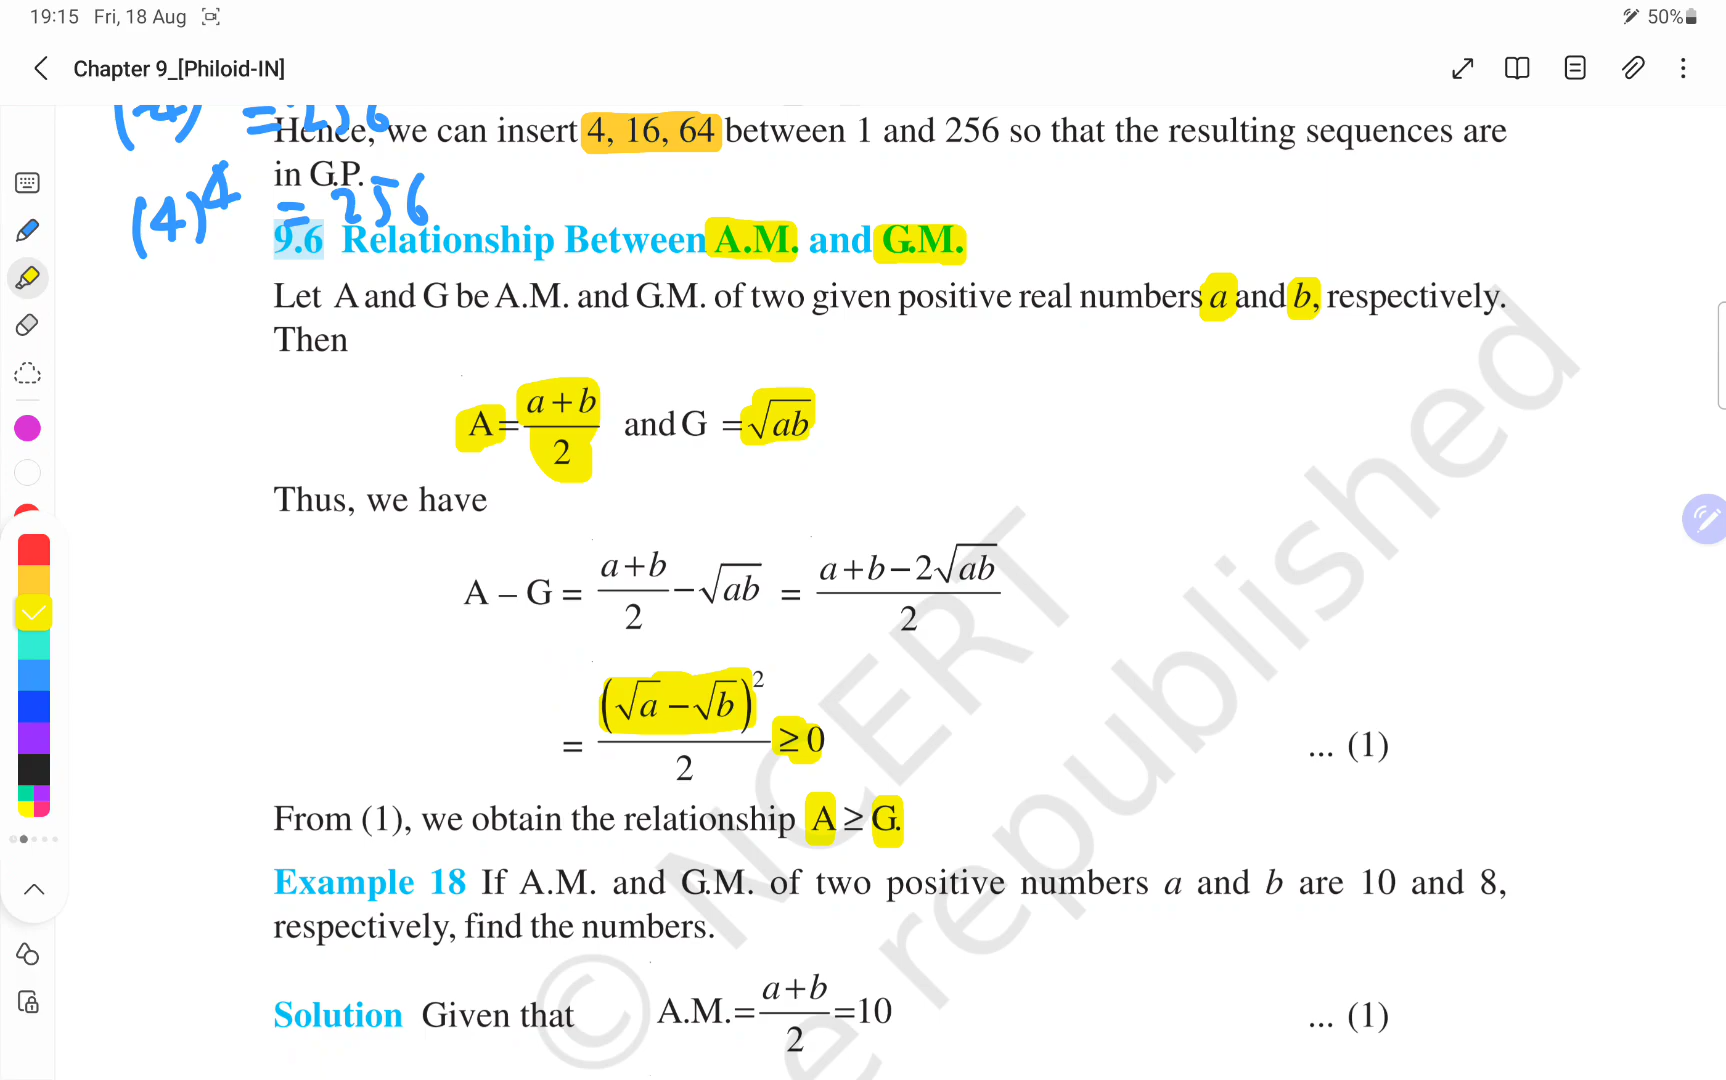 19:15 Fri, 18 Aug 50%
Chapter 9_[Philoid-IN]
(-4)⁴ = 256
Hence, we can insert 4, 16, 64 between 1 and 256 so that the resulting sequences are
in G.P.
(4)⁴ = 256
9.6 Relationship Between A.M. and G.M.
Let A and G be A.M. and G.M. of two given positive real numbers a and b, respectively.
Then
A = (a+b)/2 and G = √ab
Thus, we have
A – G = (a+b)/2 − √ab = (a+b−2√ab)/2
= (√a −√b)²/2 ≥ 0 ... (1)
From (1), we obtain the relationship A ≥ G.
Example 18 If A.M. and G.M. of two positive numbers a and b are 10 and 8,
respectively, find the numbers.
Solution Given that A.M.= (a+b)/2 =10 ... (1)
© NCERT
e republished